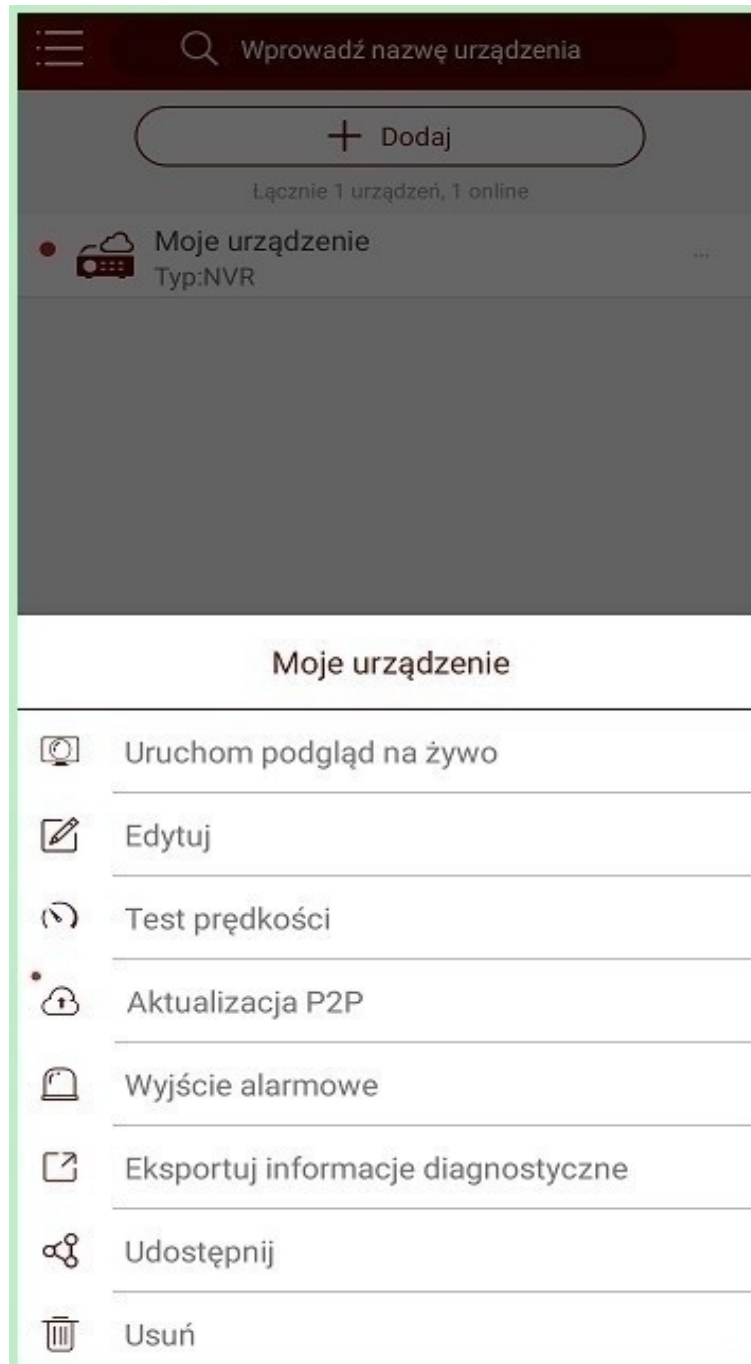 Wprowadź nazwę urządzenia
Dodaj
Łącznie 1 urządzeń, 1 online
Moje urządzenie
Typ:NVR
...
Moje urządzenie
Uruchom podgląd na żywo
Edytuj
Test prędkości
Aktualizacja P2P
Wyjście alarmowe
Eksportuj informacje diagnostyczne
Udostępnij
Usuń